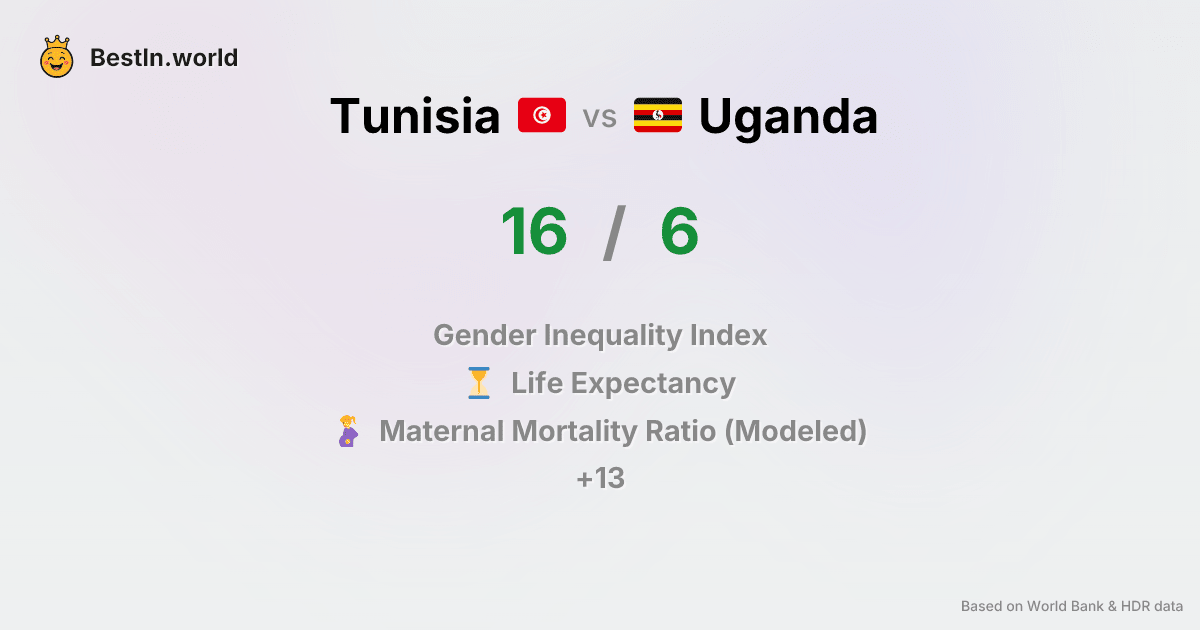 BestIn.world
Tunisia vs Uganda
16 / 6
Gender Inequality Index
Life Expectancy
Maternal Mortality Ratio (Modeled)
+13
Based on World Bank & HDR data